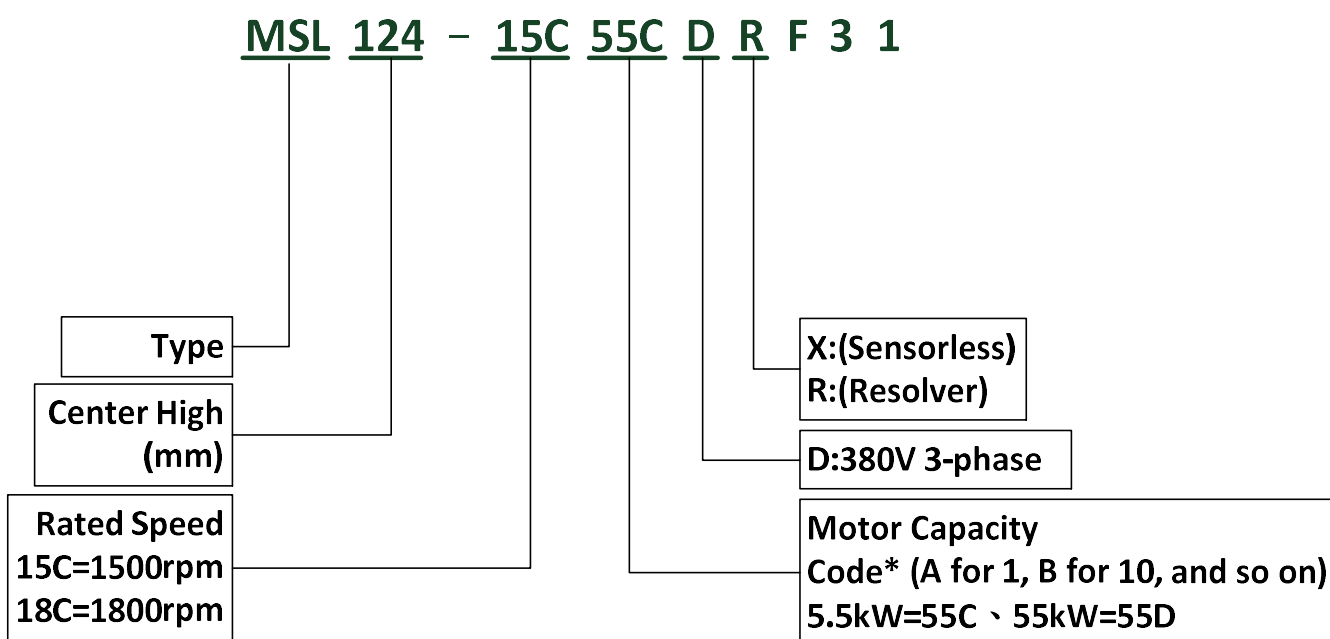 MSL 124 – 15C 55C D R F 3 1
Type
Center High
(mm)
Rated Speed
15C=1500rpm
18C=1800rpm
X:(Sensorless)
R:(Resolver)
D:380V 3-phase
Motor Capacity
Code* (A for 1, B for 10, and so on)
5.5kW=55C、55kW=55D